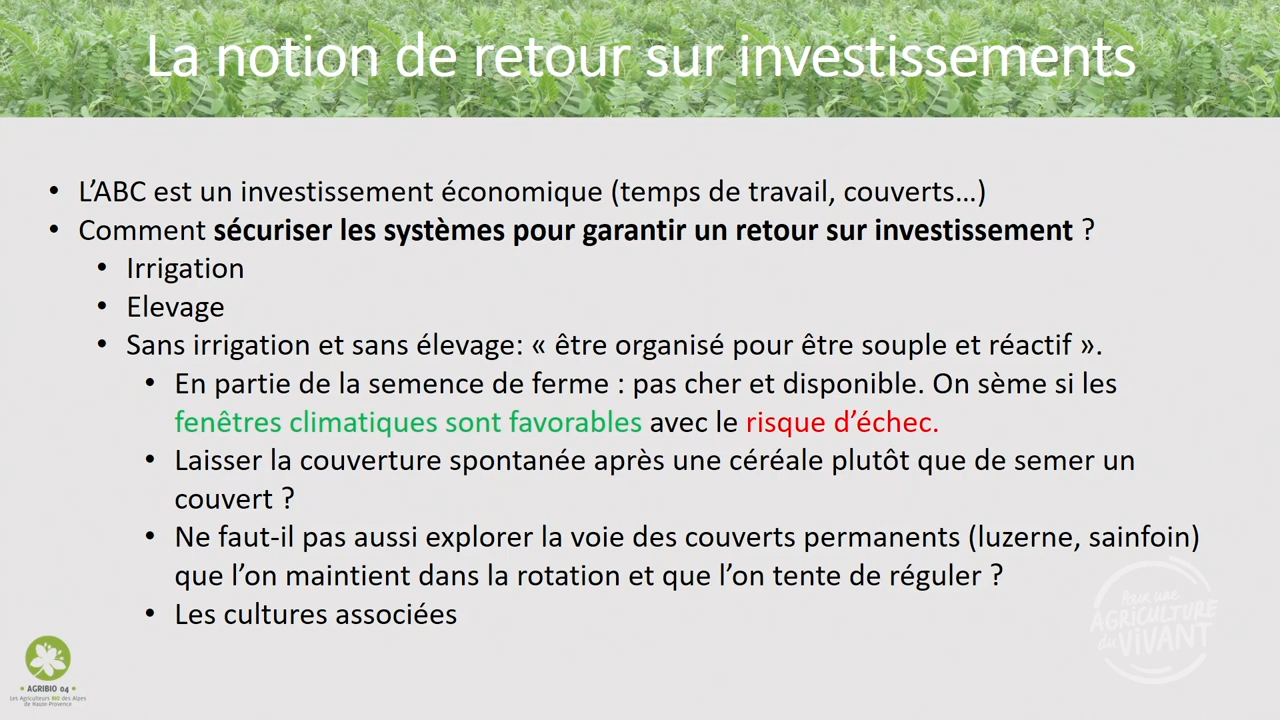 La notion de retour sur investissements
• L’ABC est un investissement économique (temps de travail, couverts…)
• Comment sécuriser les systèmes pour garantir un retour sur investissement ?
• Irrigation
• Elevage
• Sans irrigation et sans élevage: « être organisé pour être souple et réactif ».
• En partie de la semence de ferme : pas cher et disponible. On sème si les
fenêtres climatiques sont favorables avec le risque d’échec.
• Laisser la couverture spontanée après une céréale plutôt que de semer un
couvert ?
• Ne faut-il pas aussi explorer la voie des couverts permanents (luzerne, sainfoin)
que l’on maintient dans la rotation et que l’on tente de réguler ?
• Les cultures associées
Pour une
AGRiCULTURE
du ViVANT
• AGRIBIO 04 •
Les Agriculteurs BIO des Alpes
de Haute-Provence